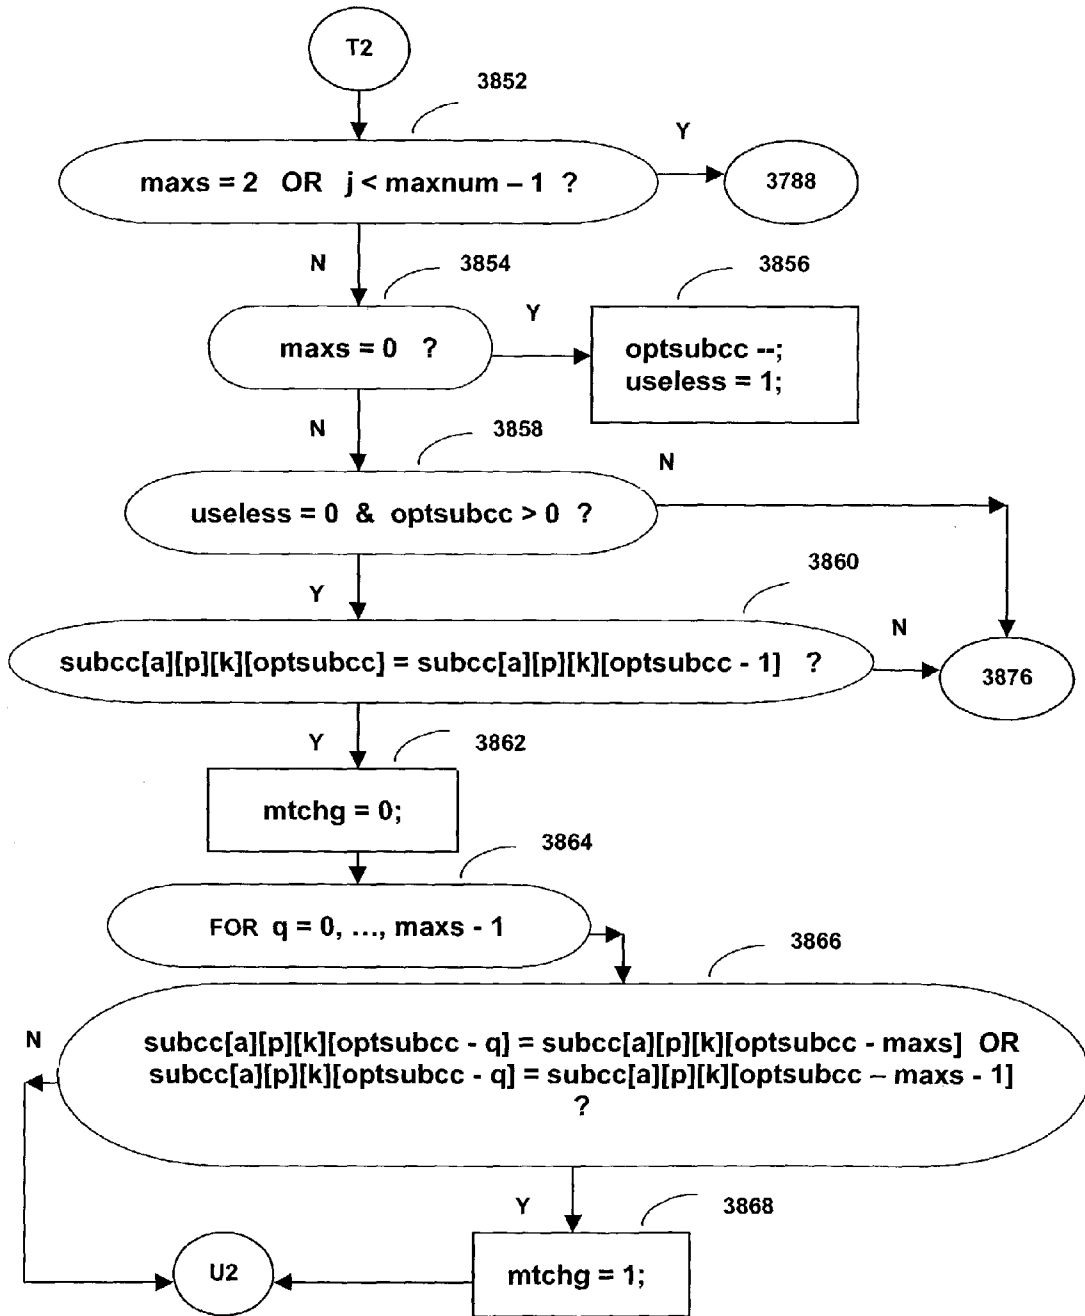 T2
3852
maxs = 2 OR j < maxnum – 1 ?
Y
3788
N
3854
3856
maxs = 0 ?
Y
optsubcc --;
useless = 1;
N
3858
useless = 0 & optsubcc > 0 ?
N
Y
3860
subcc[a][p][k][optsubcc] = subcc[a][p][k][optsubcc - 1] ?
N
3876
Y
3862
mtchg = 0;
3864
FOR q = 0, ..., maxs - 1
3866
N
subcc[a][p][k][optsubcc - q] = subcc[a][p][k][optsubcc - maxs] OR
subcc[a][p][k][optsubcc - q] = subcc[a][p][k][optsubcc – maxs - 1]
?
Y
3868
U2
mtchg = 1;